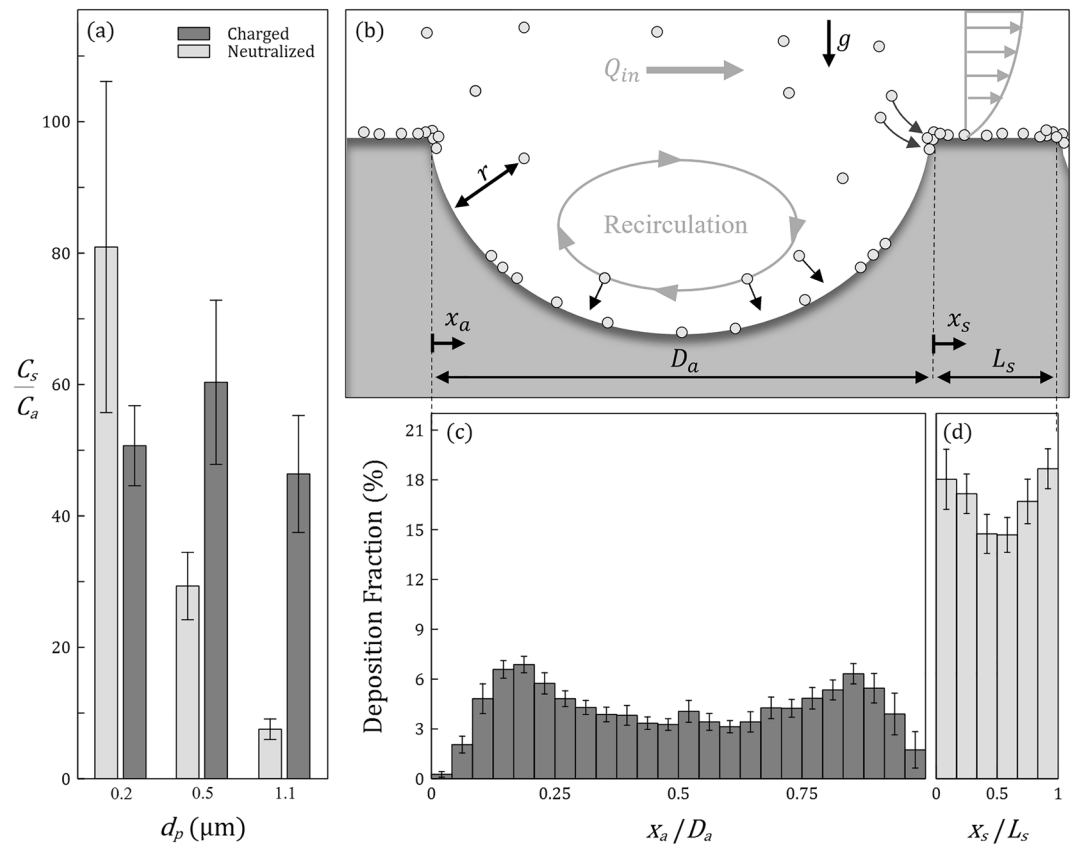 (a)
Charged
Neutralized
C_s
C_a
100
80
60
40
20
0
0.2
0.5
1.1
d_p (μm)
(b)
Q_in
g
r
Recirculation
x_a
x_s
D_a
L_s
(c)
Deposition Fraction (%)
21
18
15
12
9
6
3
0
0
0.25
0.5
0.75
x_a / D_a
(d)
0
0.5
1
x_s / L_s